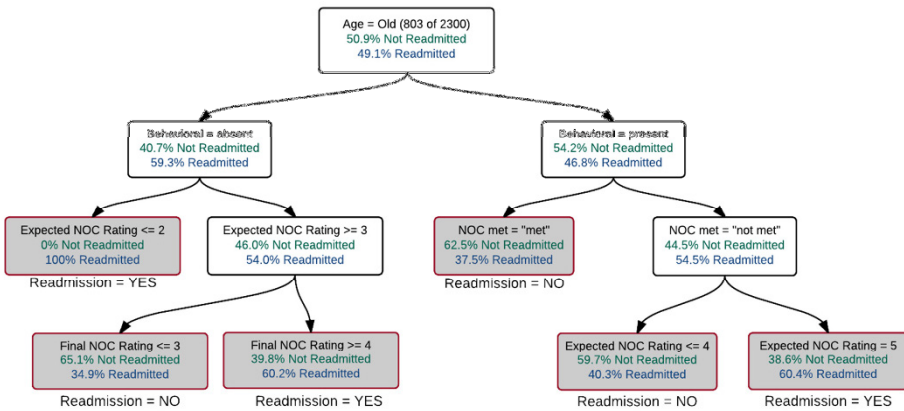 Age = Old (803 of 2300)
50.9% Not Readmitted
49.1% Readmitted
Behavioral = absent
40.7% Not Readmitted
59.3% Readmitted
Behavioral = present
54.2% Not Readmitted
46.8% Readmitted
Expected NOC Rating <= 2
0% Not Readmitted
100% Readmitted
Readmission = YES
Expected NOC Rating >= 3
46.0% Not Readmitted
54.0% Readmitted
NOC met = "met"
62.5% Not Readmitted
37.5% Readmitted
Readmission = NO
NOC met = "not met"
44.5% Not Readmitted
54.5% Readmitted
Final NOC Rating <= 3
65.1% Not Readmitted
34.9% Readmitted
Readmission = NO
Final NOC Rating >= 4
39.8% Not Readmitted
60.2% Readmitted
Readmission = YES
Expected NOC Rating <= 4
59.7% Not Readmitted
40.3% Readmitted
Readmission = NO
Expected NOC Rating = 5
38.6% Not Readmitted
60.4% Readmitted
Readmission = YES